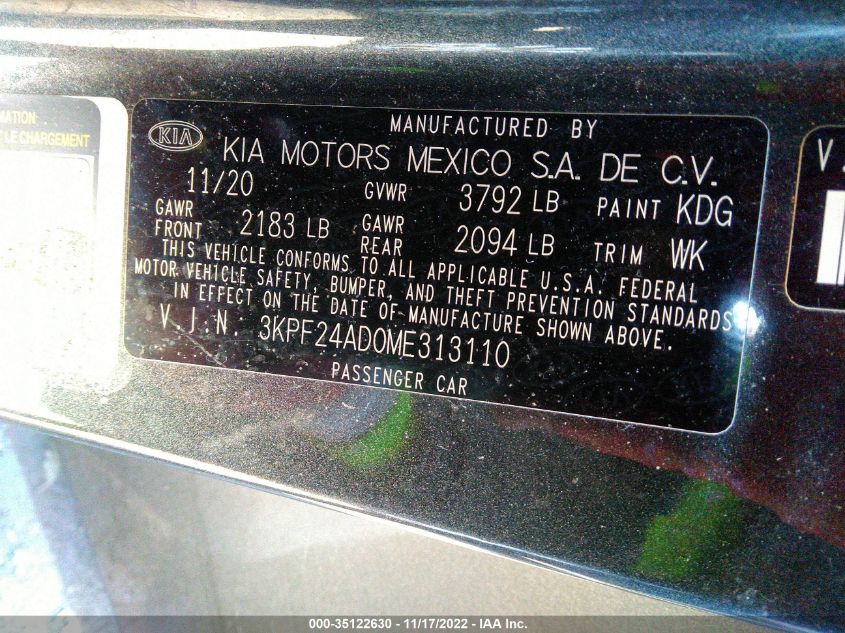 MATION
LE CHARGEMENT
KIA
MANUFACTURED BY
KIA MOTORS MEXICO S.A. DE C.V.
11/20 GVWR 3792 LB PAINT KDG
GAWR FRONT 2183 LB GAWR REAR 2094 LB TRIM WK
THIS VEHICLE CONFORMS TO ALL APPLICABLE U.S.A. FEDERAL
MOTOR VEHICLE SAFETY, BUMPER, AND THEFT PREVENTION STANDARDS
IN EFFECT ON THE DATE OF MANUFACTURE SHOWN ABOVE.
V.I.N. 3KPF24AD0ME313110
PASSENGER CAR
V.
000-35122630 - 11/17/2022 - IAA Inc.